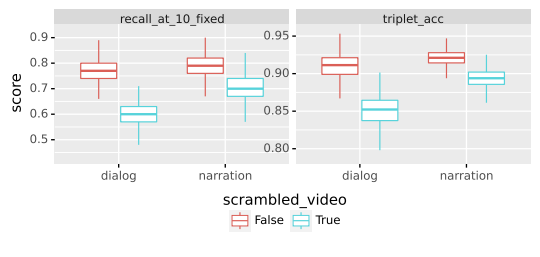 recall_at_10_fixed
triplet_acc
score
0.9
0.8
0.7
0.6
0.5
0.95
0.90
0.85
0.80
dialog
narration
dialog
narration
scrambled_video
False
True